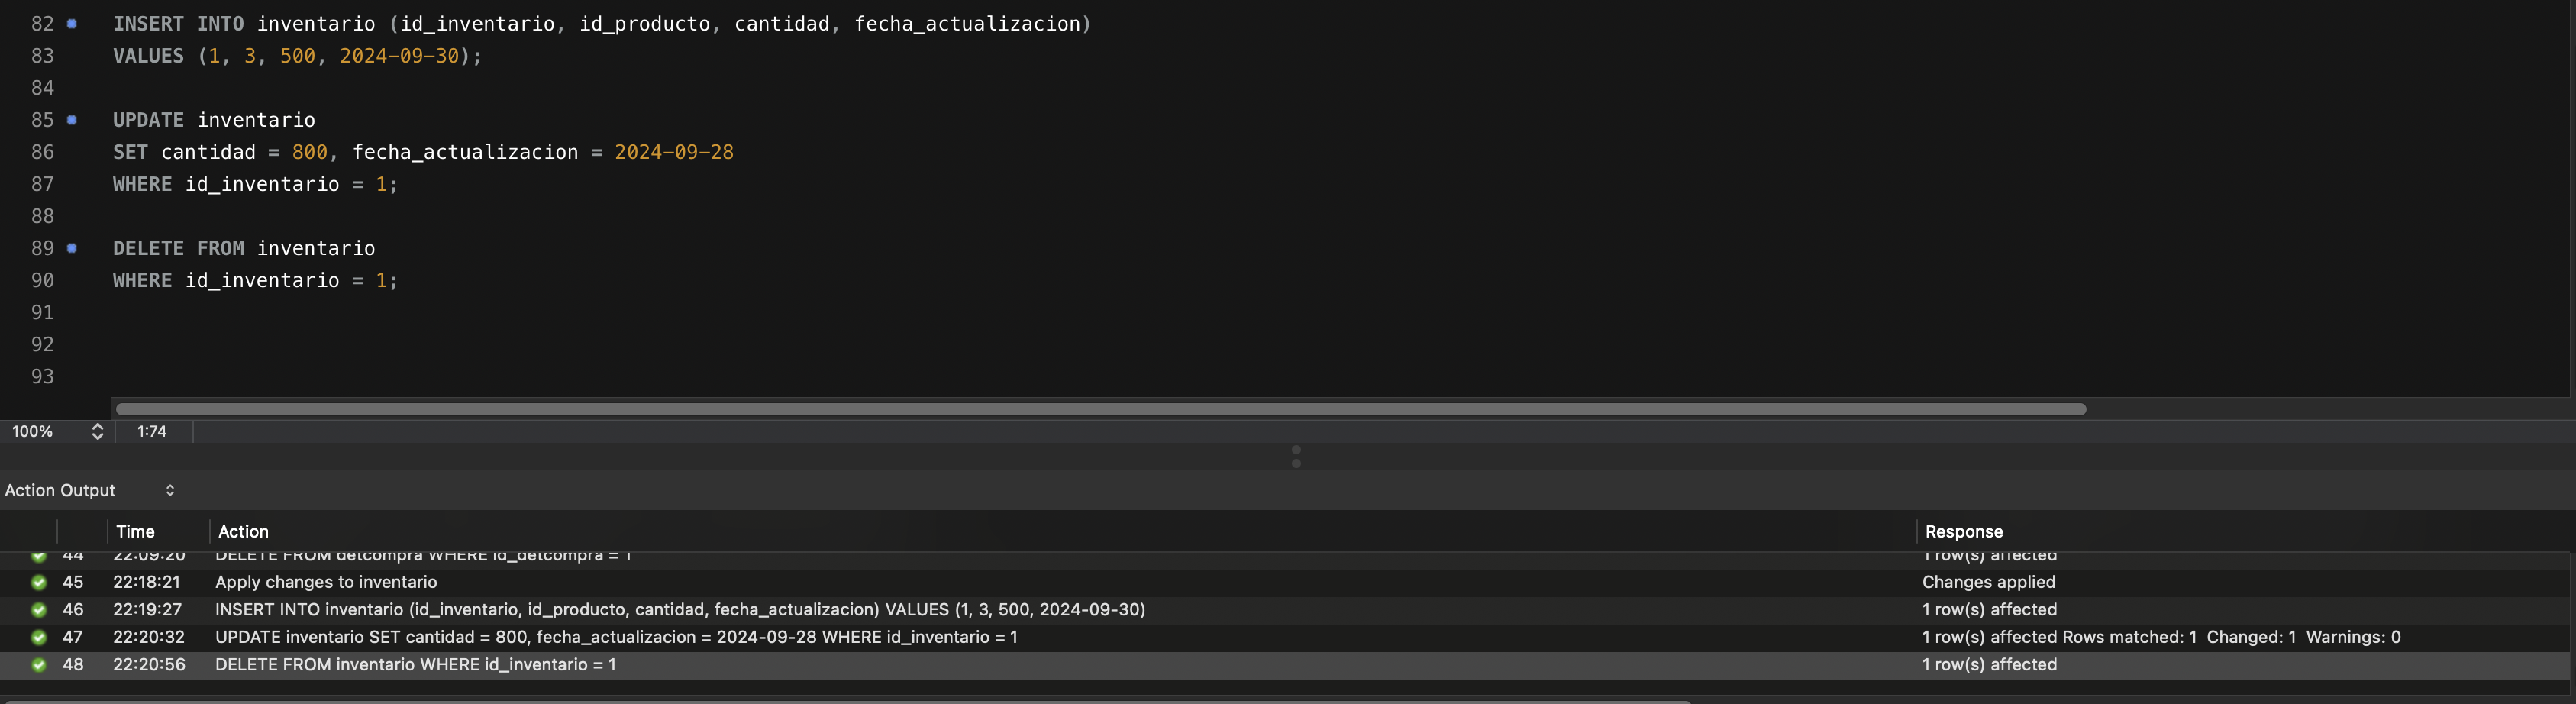 82 INSERT INTO inventario (id_inventario, id_producto, cantidad, fecha_actualizacion)
83 VALUES (1, 3, 500, 2024-09-30);
84
85 UPDATE inventario
86 SET cantidad = 800, fecha_actualizacion = 2024-09-28
87 WHERE id_inventario = 1;
88
89 DELETE FROM inventario
90 WHERE id_inventario = 1;
91
92
93
100% 1:74
Action Output
Time Action Response
44 22:09:20 DELETE FROM detcompra WHERE id_detcompra = 1 1 row(s) affected
45 22:18:21 Apply changes to inventario Changes applied
46 22:19:27 INSERT INTO inventario (id_inventario, id_producto, cantidad, fecha_actualizacion) VALUES (1, 3, 500, 2024-09-30) 1 row(s) affected
47 22:20:32 UPDATE inventario SET cantidad = 800, fecha_actualizacion = 2024-09-28 WHERE id_inventario = 1 1 row(s) affected Rows matched: 1 Changed: 1 Warnings: 0
48 22:20:56 DELETE FROM inventario WHERE id_inventario = 1 1 row(s) affected